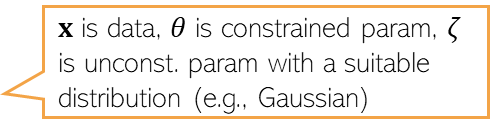 𝐱 is data, θ is constrained param, ζ
is unconst. param with a suitable
distribution (e.g., Gaussian)